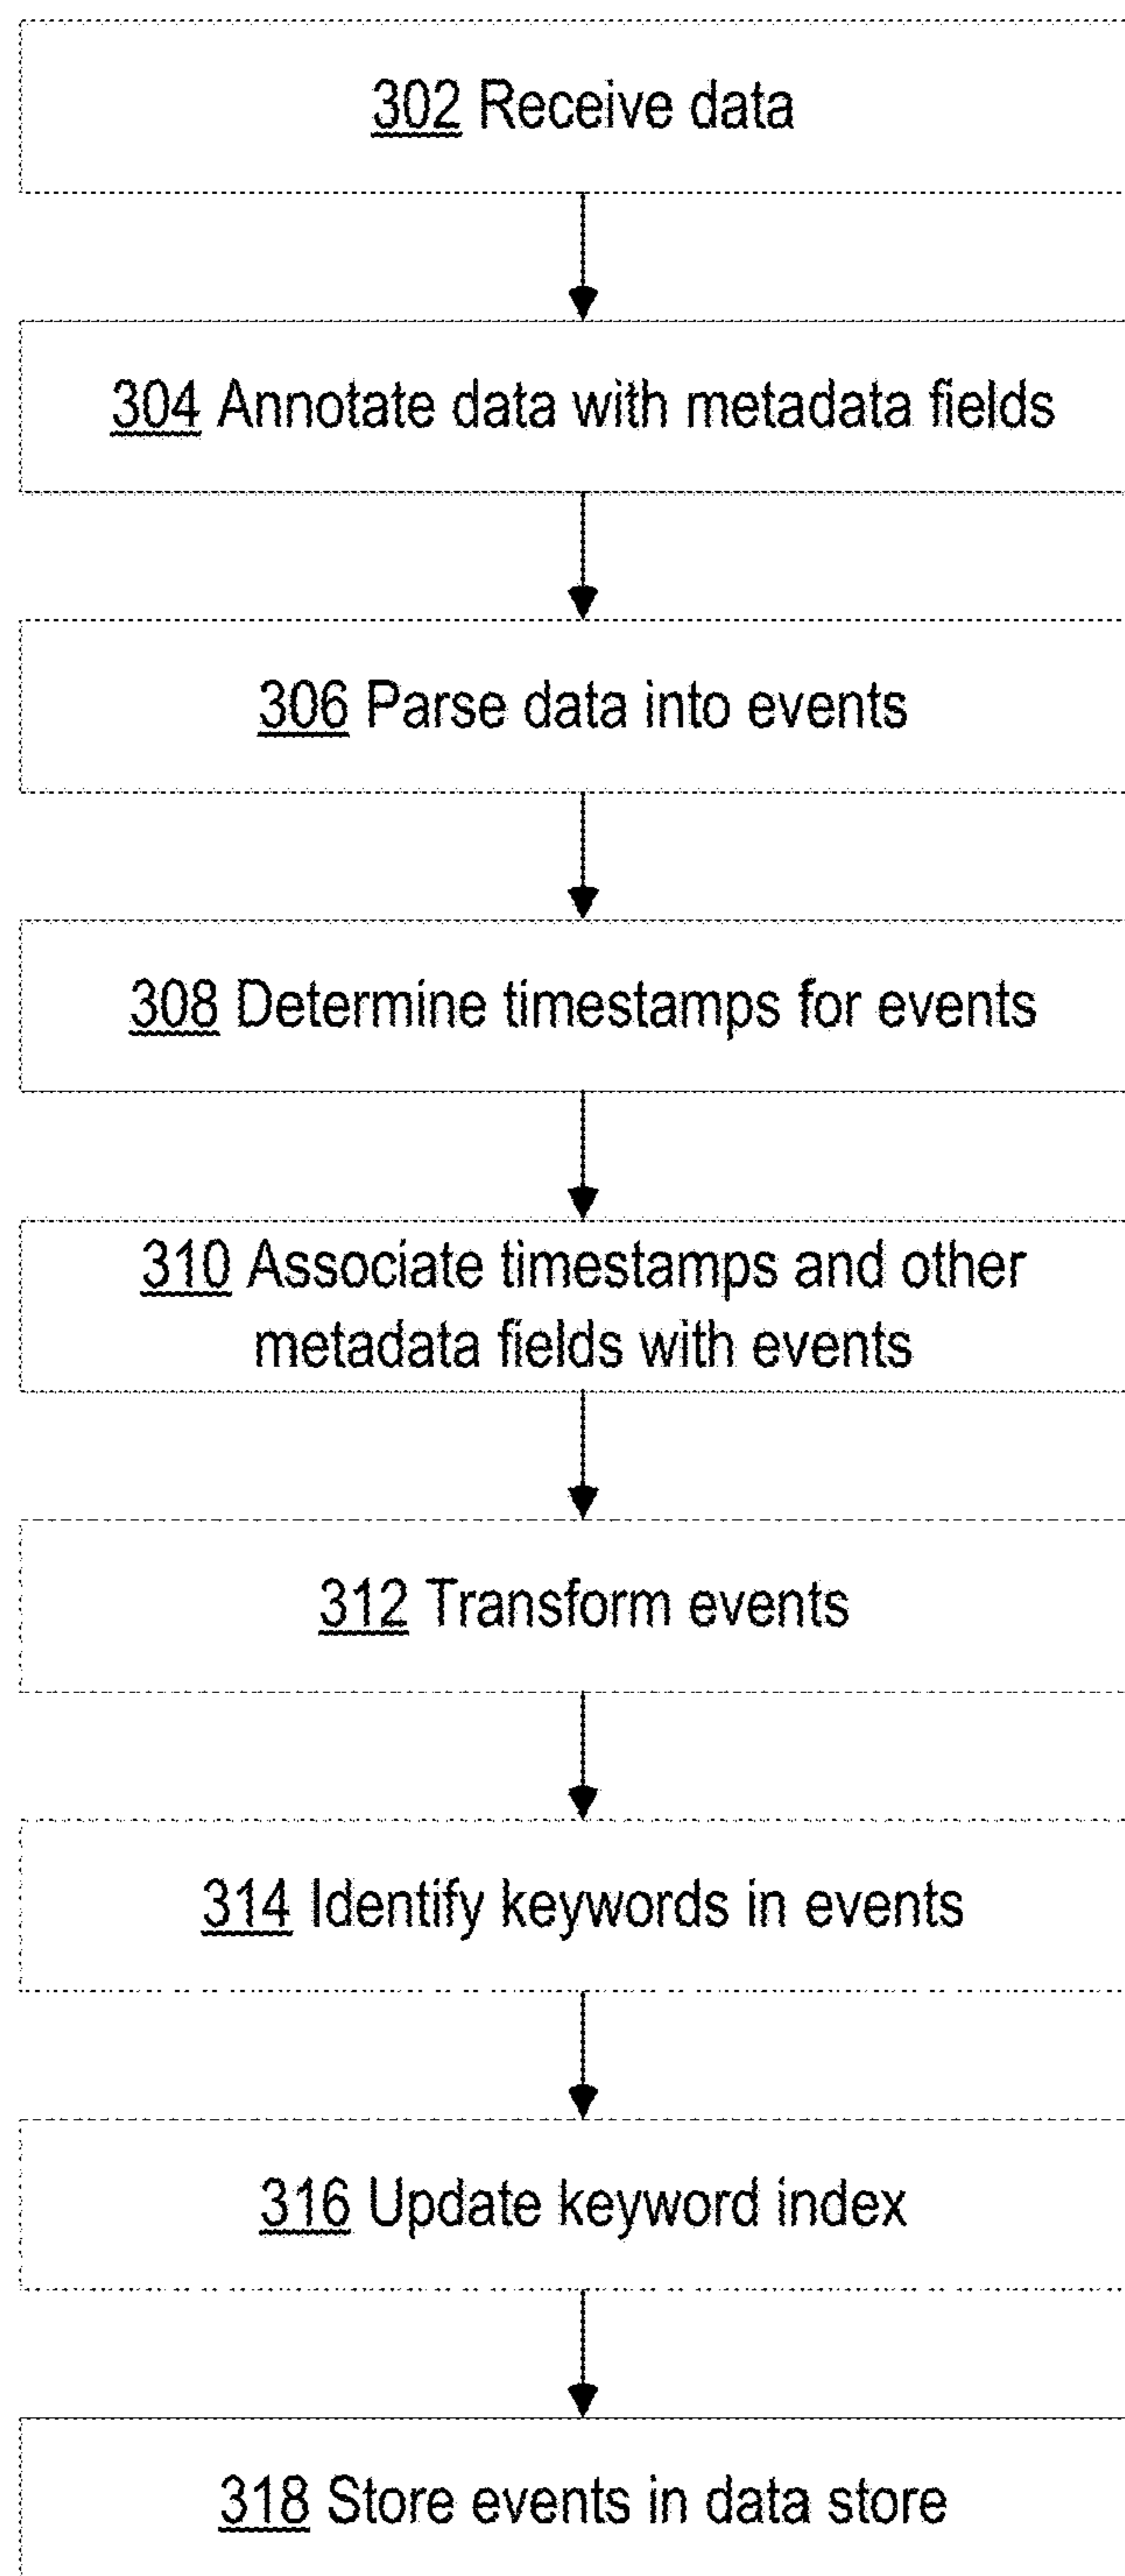 302 Receive data
304 Annotate data with metadata fields
306 Parse data into events
308 Determine timestamps for events
310 Associate timestamps and other
metadata fields with events
312 Transform events
314 Identify keywords in events
316 Update keyword index
318 Store events in data store